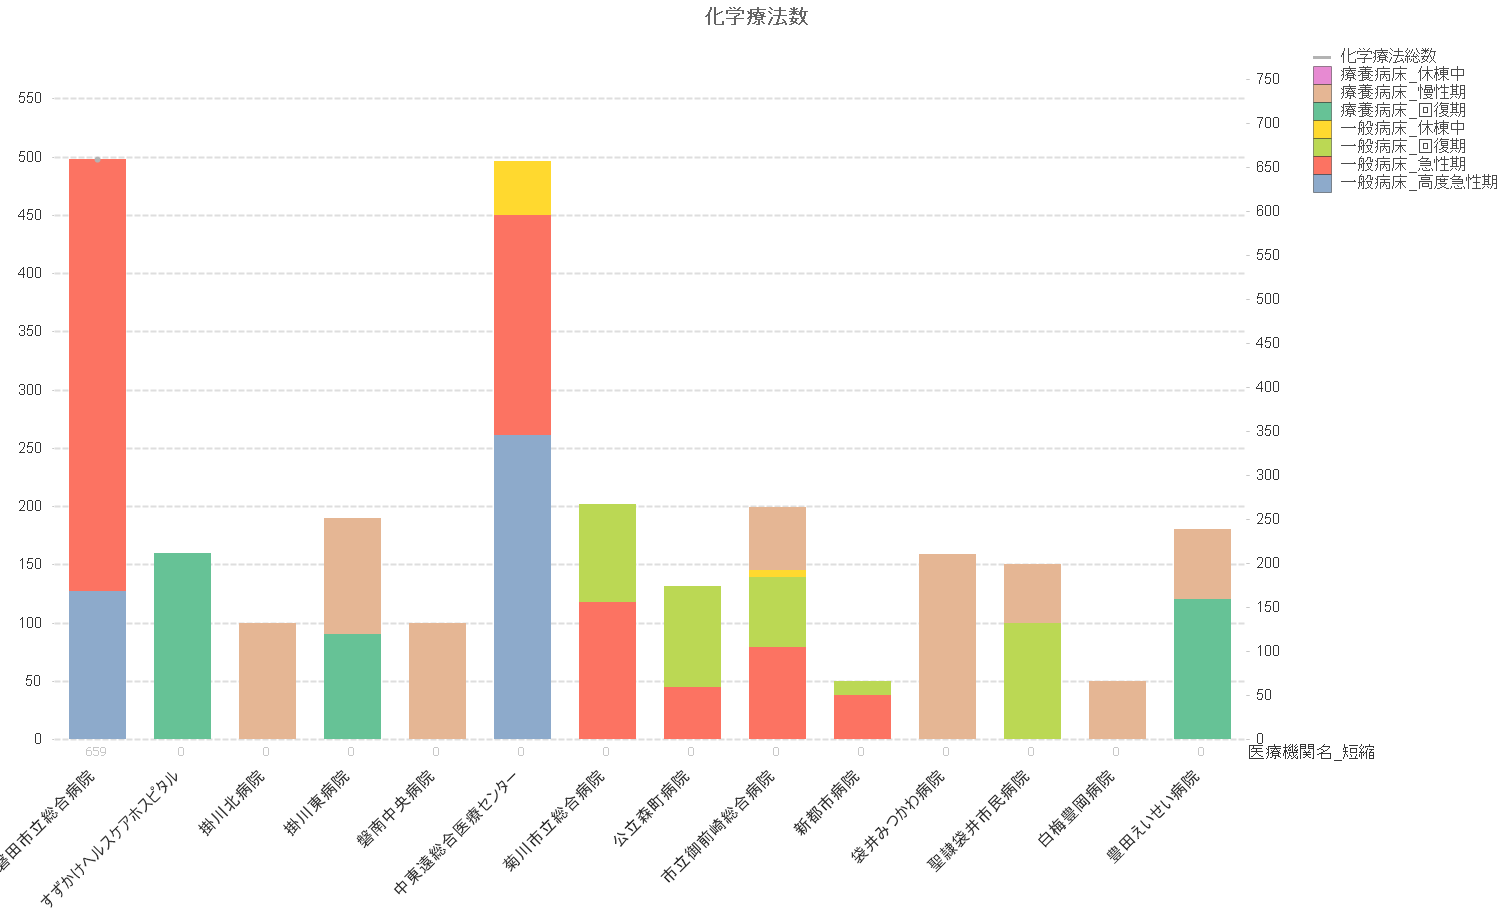 化学療法数
化学療法総数
療養病床_休棟中
療養病床_慢性期
療養病床_回復期
一般病床_休棟中
一般病床_回復期
一般病床_急性期
一般病床_高度急性期
550
500
450
400
350
300
250
200
150
100
50
0
750
700
650
600
550
500
450
400
350
300
250
200
150
100
50
0
659 0 0 0 0 0 0 0 0 0 0 0 0 0
医療機関名_短縮
磐田市立総合病院
すずかけヘルスケアホスピタル
掛川北病院
掛川東病院
磐南中央病院
中東遠総合医療センター
菊川市立総合病院
公立森町病院
市立御前崎総合病院
新都市病院
袋井みつかわ病院
聖隷袋井市民病院
白梅豊岡病院
豊田えいせい病院